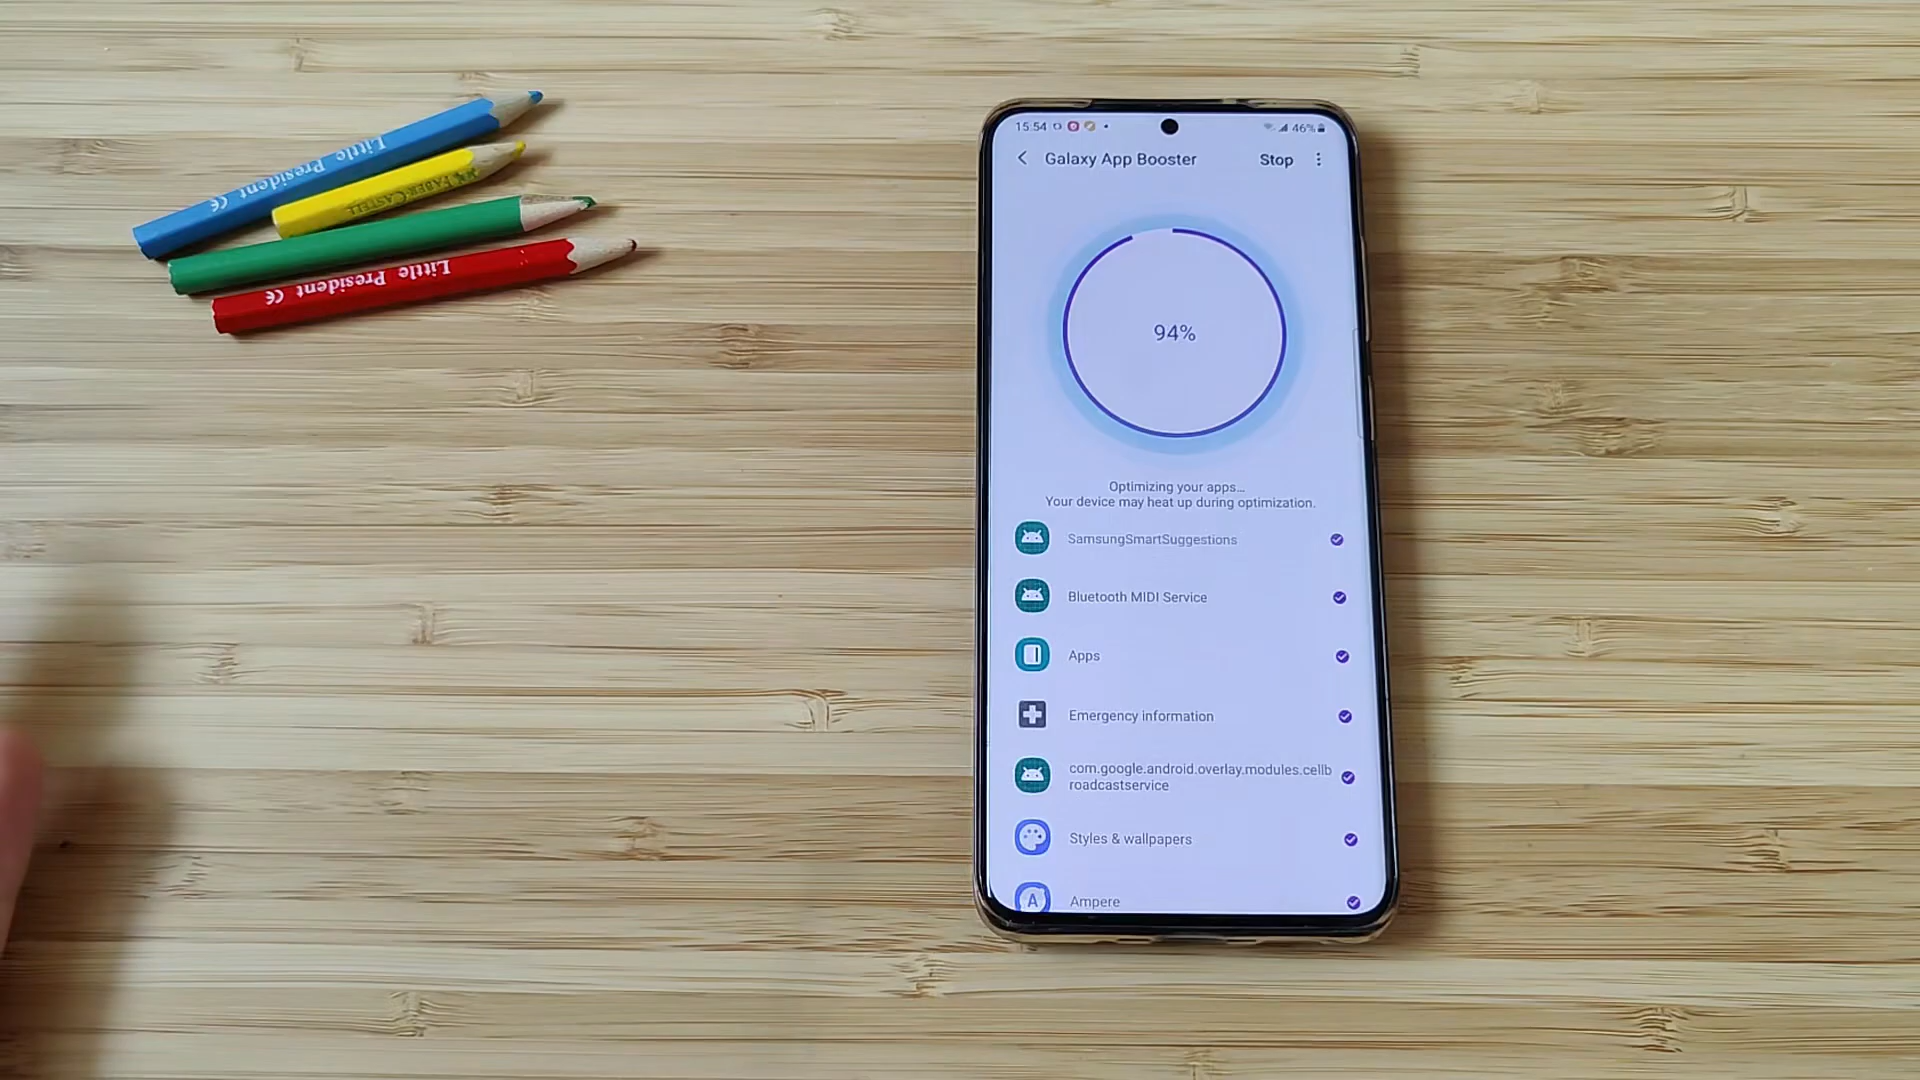 Little President CE
FABER-CASTELL
Little President CE
15:54
46%
Galaxy App Booster
Stop
94%
Optimizing your apps...
Your device may heat up during optimization.
SamsungSmartSuggestions
Bluetooth MIDI Service
Apps
Emergency information
com.google.android.overlay.modules.cellb
roadcastservice
Styles & wallpapers
A
Ampere